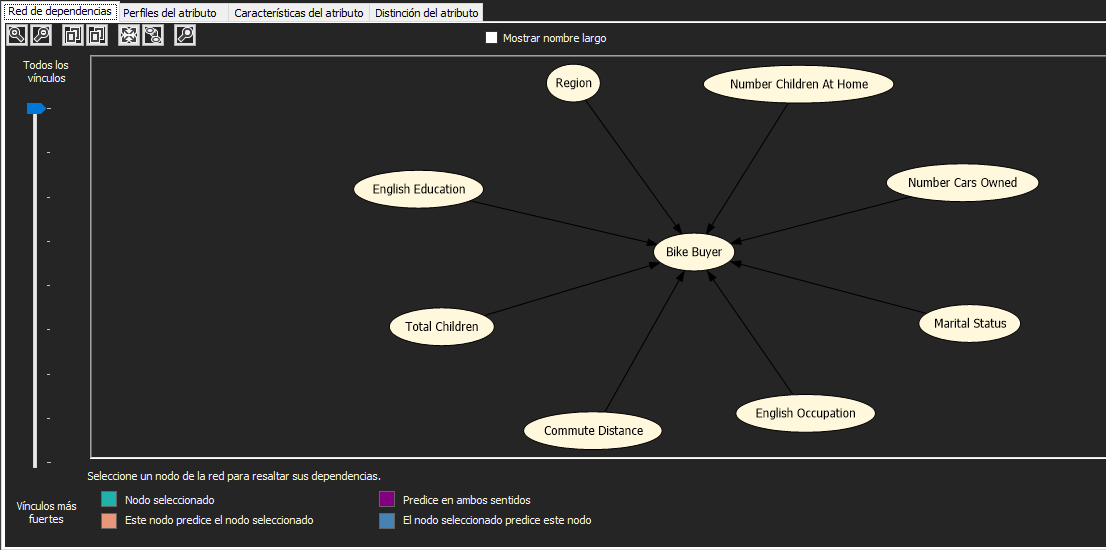 Red de dependencias
Perfiles del atributo
Características del atributo
Distinción del atributo
Mostrar nombre largo
Todos los
vínculos
Region
Number Children At Home
English Education
Number Cars Owned
Bike Buyer
Total Children
Marital Status
English Occupation
Commute Distance
Seleccione un nodo de la red para resaltar sus dependencias.
Vínculos más
fuertes
Nodo seleccionado
Predice en ambos sentidos
Este nodo predice el nodo seleccionado
El nodo seleccionado predice este nodo